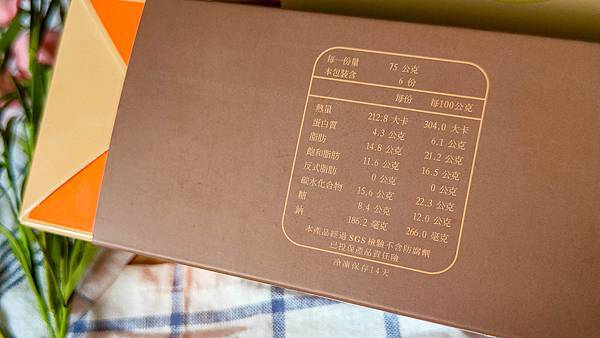 每一份量 75 公克
本包裝含 6 份
每份 每100公克
熱量 212.8 大卡 304.0 大卡
蛋白質 4.3 公克 6.1 公克
脂肪 14.8 公克 21.2 公克
飽和脂肪 11.6 公克 16.5 公克
反式脂肪 0 公克 0 公克
碳水化合物 15.6 公克 22.3 公克
糖 8.4 公克 12.0 公克
鈉 186.2 毫克 266.0 毫克
本產品經過SGS檢驗不含防腐劑
已投保產品責任險
冷凍保存14天